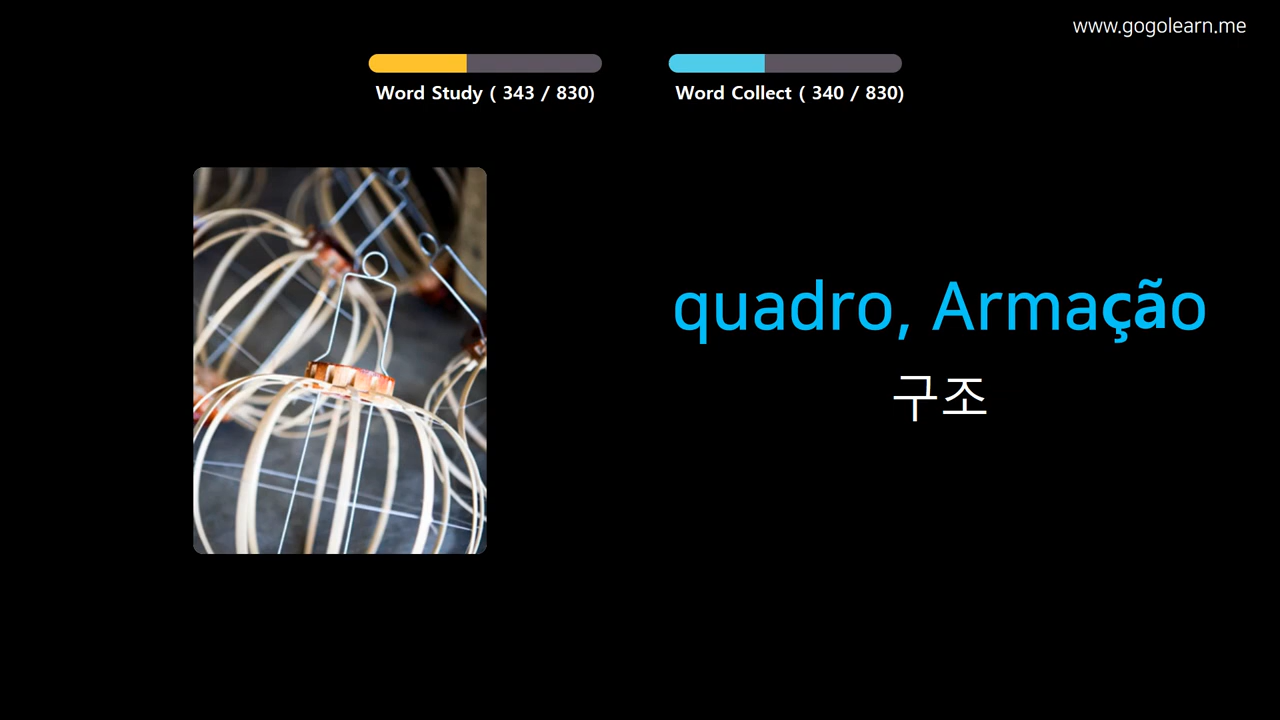 www.gogolearn.me
Word Study ( 343 / 830)
Word Collect ( 340 / 830)
quadro, Armação
구조